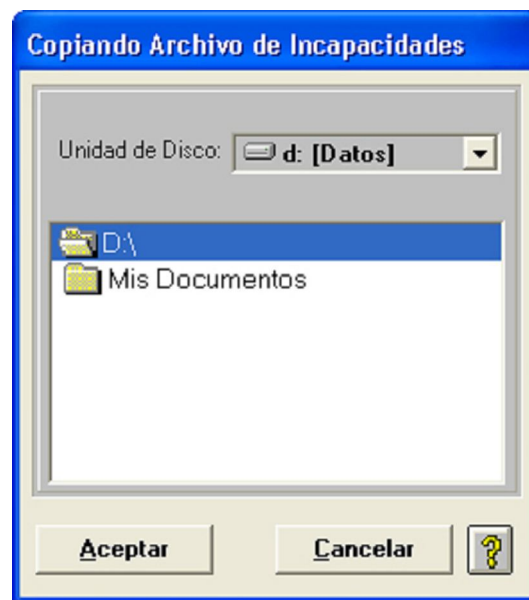 Copiando Archivo de Incapacidades
Unidad de Disco: d: [Datos]
D:\
Mis Documentos
Aceptar Cancelar ?